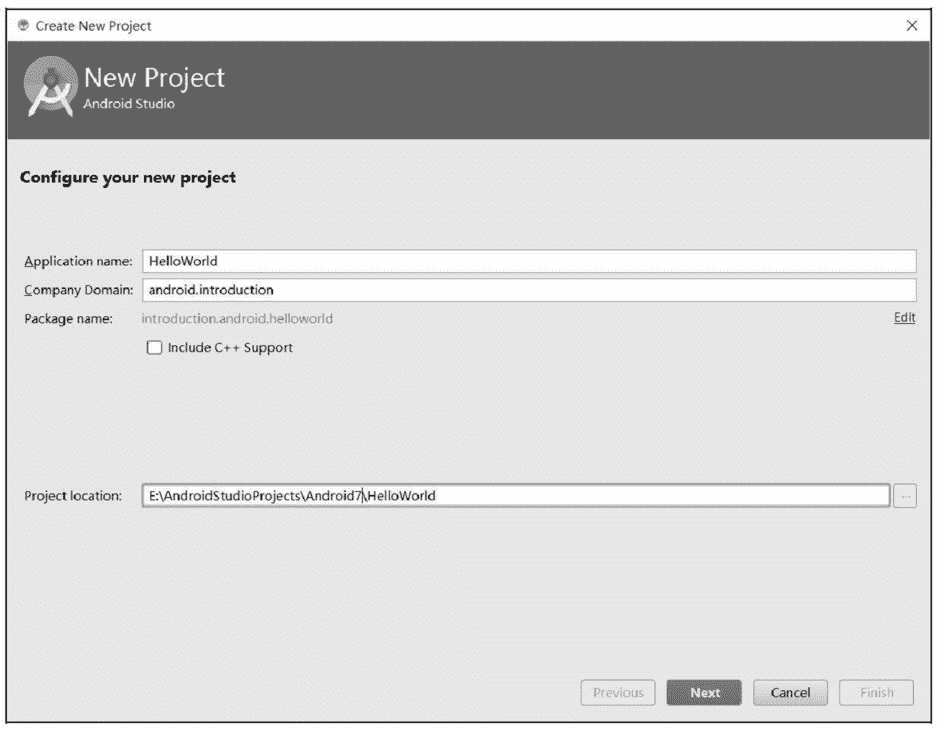 Create New Project
New Project
Android Studio
Configure your new project
Application name: HelloWorld
Company Domain: android.introduction
Package name: introduction.android.helloworld Edit
Include C++ Support
Project location: E:\AndroidStudioProjects\Android7\HelloWorld ...
Previous Next Cancel Finish